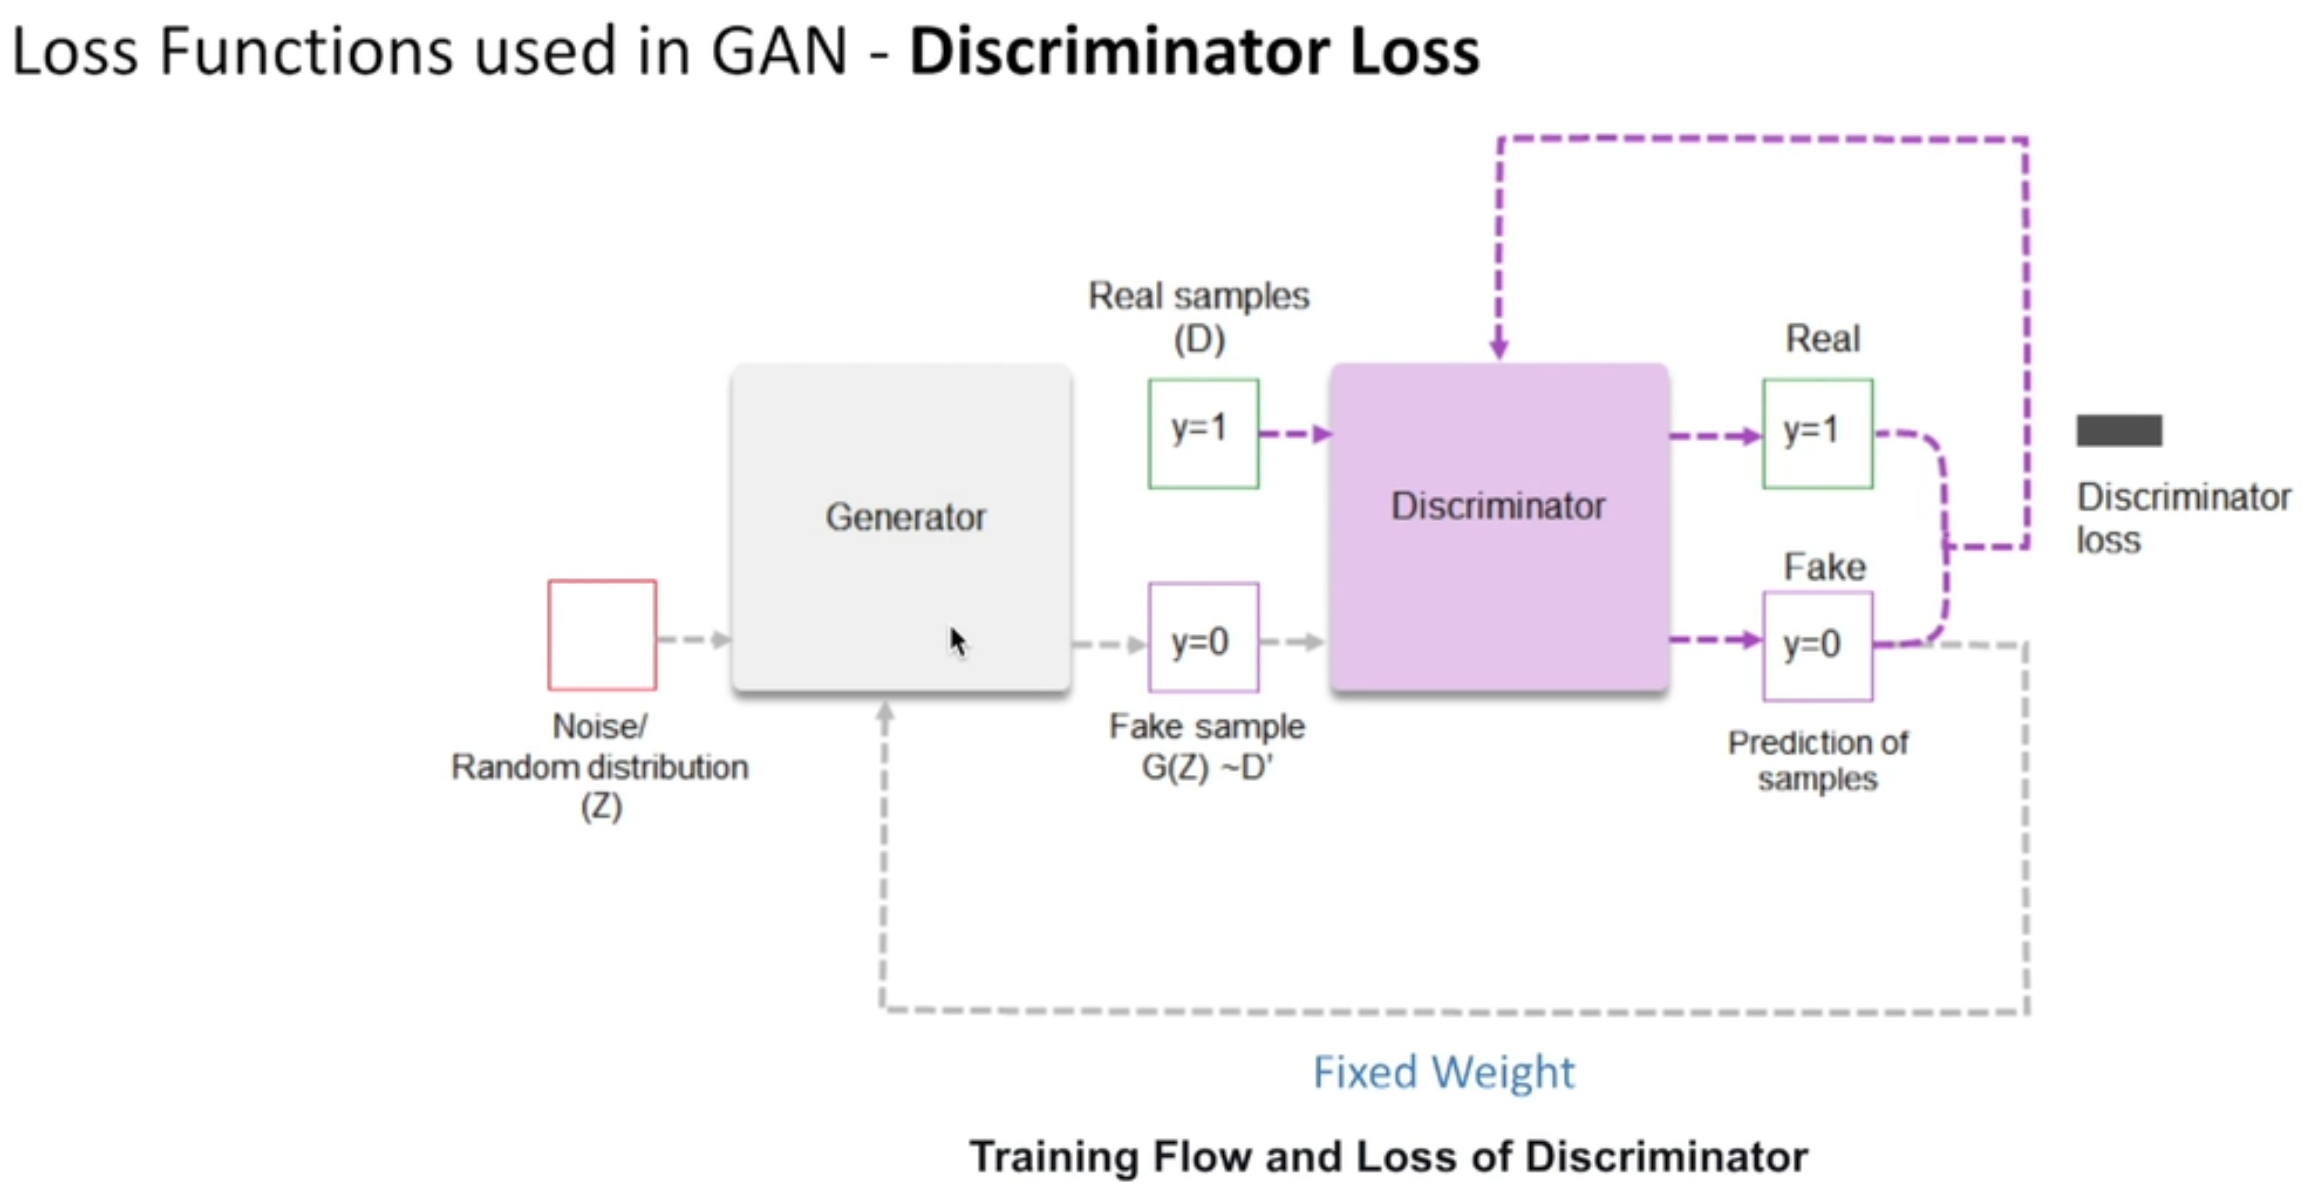 Loss Functions used in GAN - Discriminator Loss
Real samples
(D)
Real
y=1
y=1
Generator
Discriminator
Discriminator
loss
Fake
y=0
y=0
Noise/
Random distribution
(Z)
Fake sample
G(Z) ~D'
Prediction of
samples
Fixed Weight
Training Flow and Loss of Discriminator